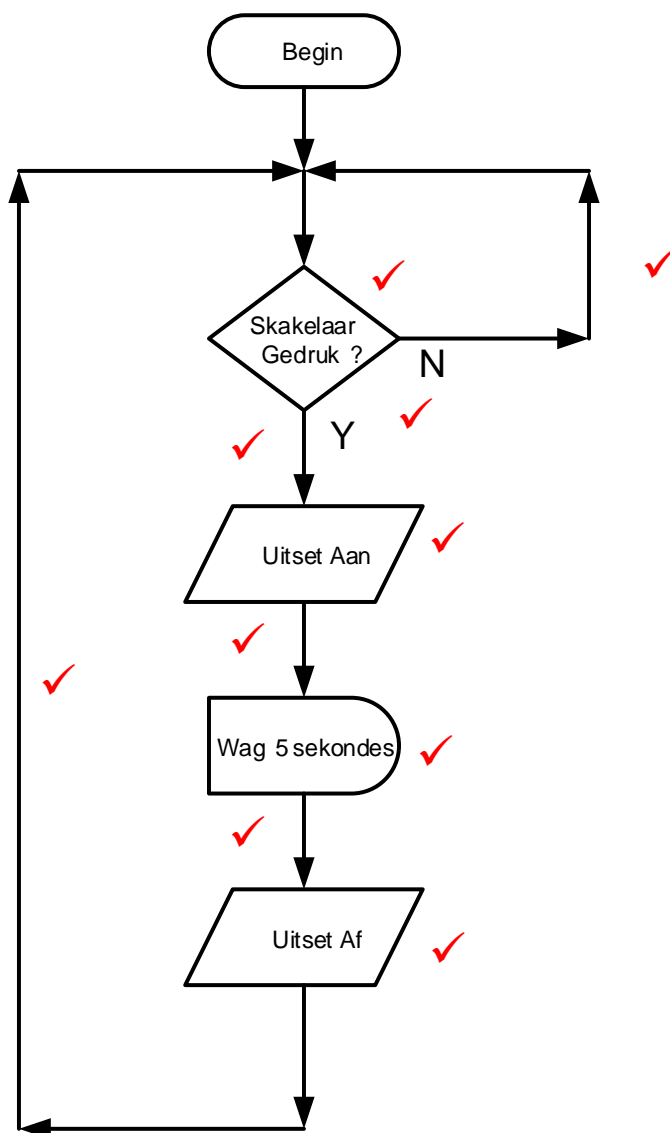 Begin
Skakelaar
Gedruk ?
N
Y
Uitset Aan
Wag 5 sekondes
Uitset Af